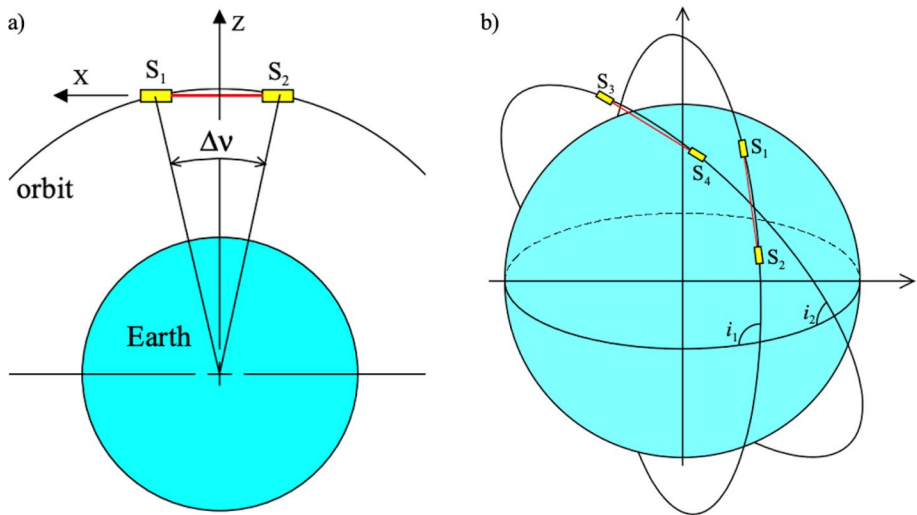 a)
Z
X
S₁
S₂
Δν
orbit
Earth
b)
S₃
S₁
S₄
S₂
i₁
i₂